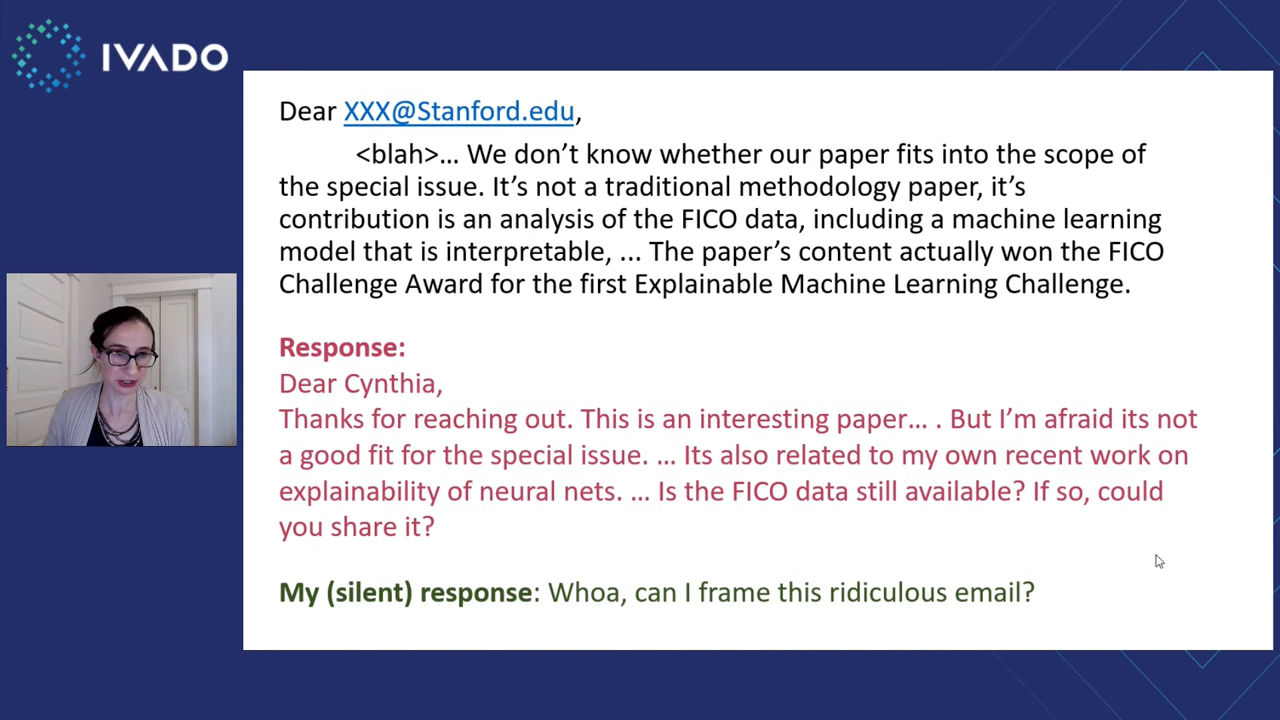 IVADO
Dear XXX@Stanford.edu,
<blah>… We don’t know whether our paper fits into the scope of
the special issue. It’s not a traditional methodology paper, it’s
contribution is an analysis of the FICO data, including a machine learning
model that is interpretable, ... The paper’s content actually won the FICO
Challenge Award for the first Explainable Machine Learning Challenge.
Response:
Dear Cynthia,
Thanks for reaching out. This is an interesting paper… . But I’m afraid its not
a good fit for the special issue. … Its also related to my own recent work on
explainability of neural nets. … Is the FICO data still available? If so, could
you share it?
My (silent) response: Whoa, can I frame this ridiculous email?